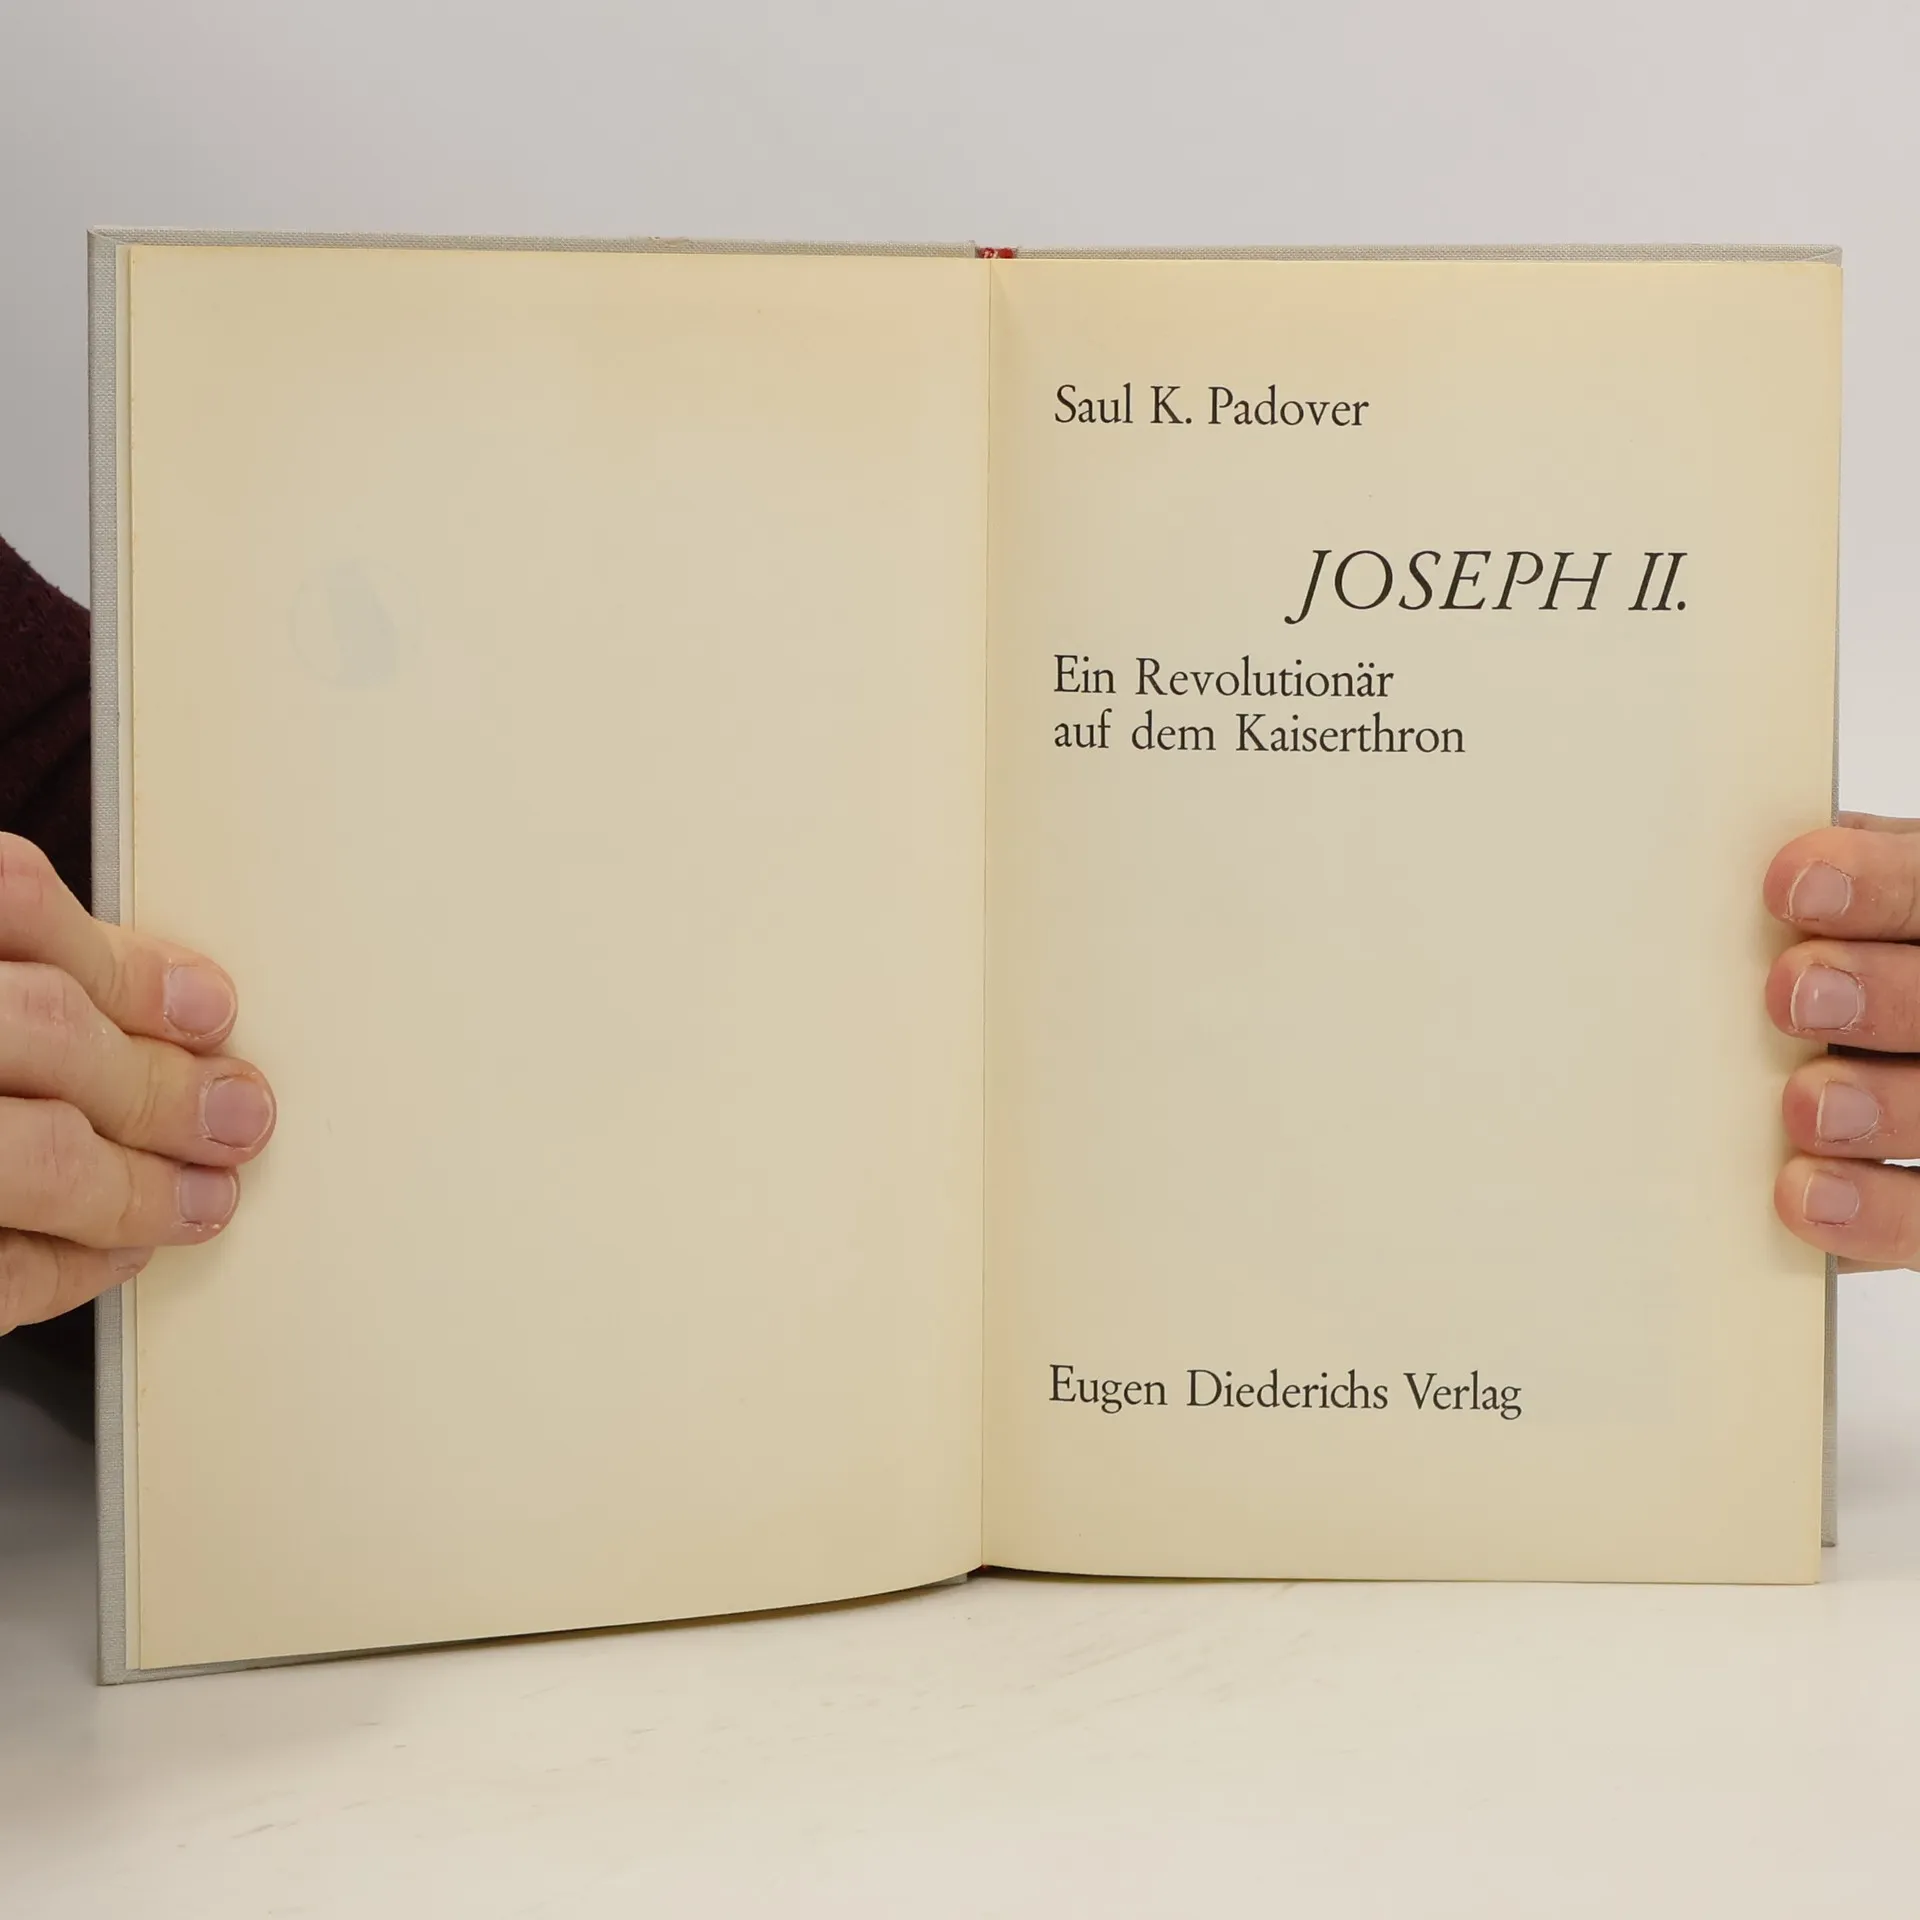 Saul K. Padover
JOSEPH II.
Ein Revolutionär
auf dem Kaiserthron
Eugen Diederichs Verlag